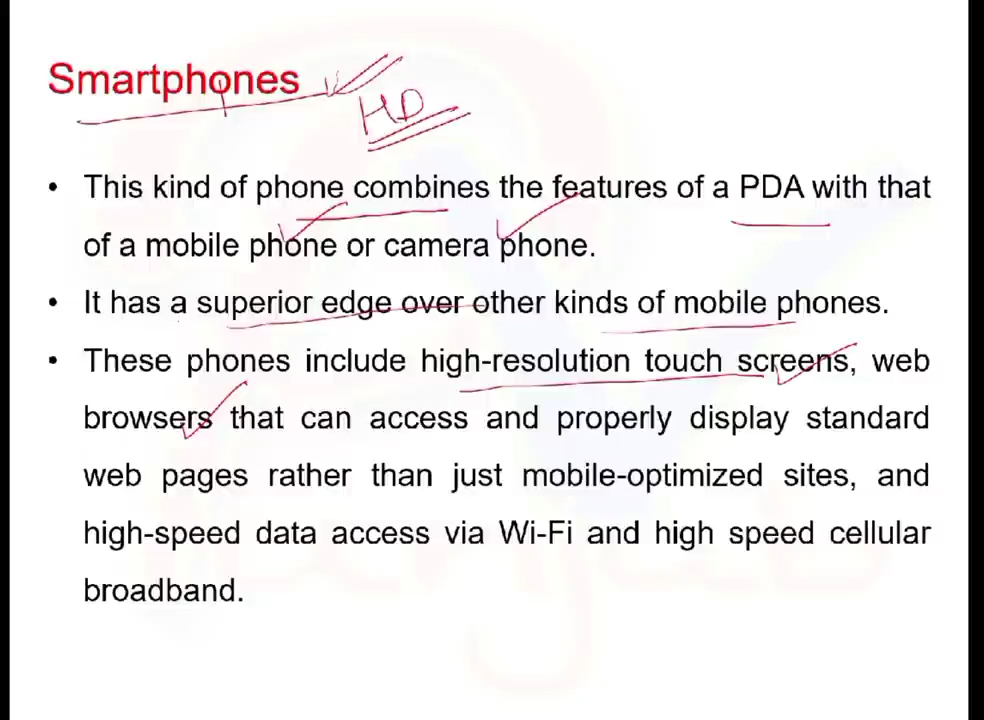 Smartphones
HD
• This kind of phone combines the features of a PDA with that
of a mobile phone or camera phone.
• It has a superior edge over other kinds of mobile phones.
• These phones include high-resolution touch screens, web
browsers that can access and properly display standard
web pages rather than just mobile-optimized sites, and
high-speed data access via Wi-Fi and high speed cellular
broadband.